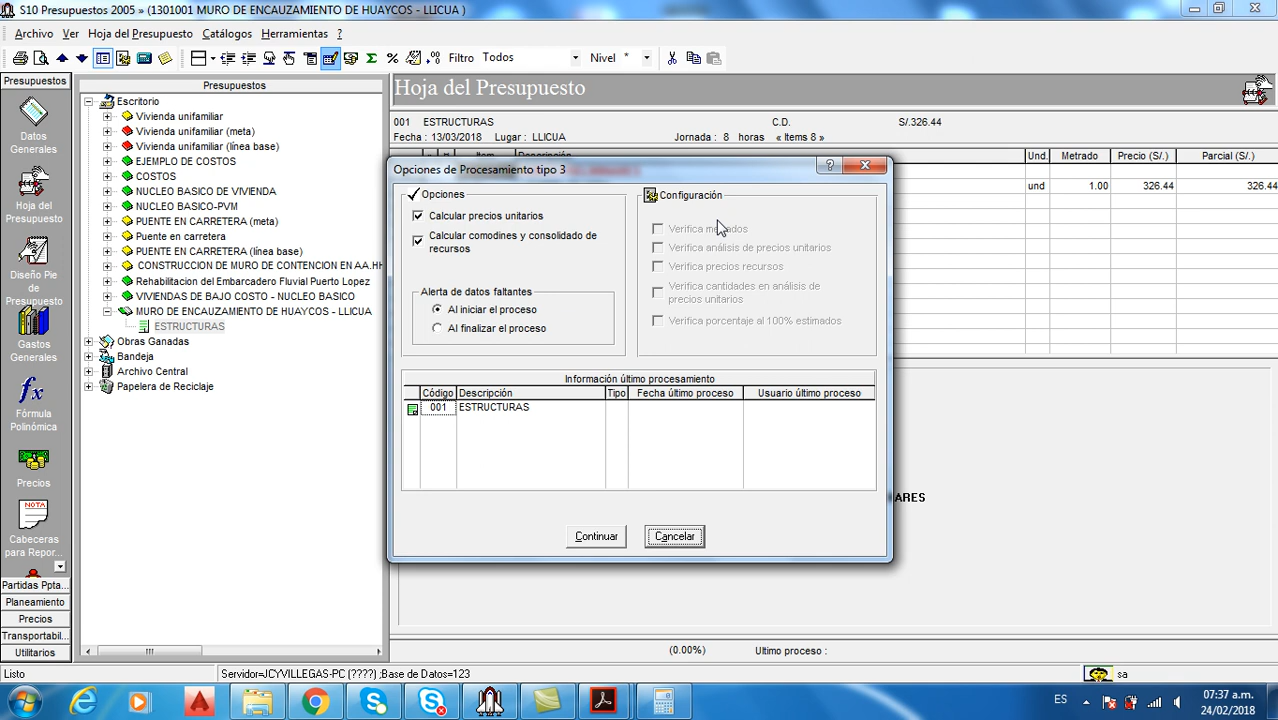 S10 Presupuestos 2005 » (1301001 MURO DE ENCAUZAMIENTO DE HUAYCOS - LLICUA )
Archivo Ver Hoja del Presupuesto Catálogos Herramientas ?
Filtro Todos Nivel *
Presupuestos
Datos
Generales
Hoja del
Presupuesto
Diseño Pie
de
Presupuesto
Gastos
Generales
Fórmula
Polinómica
Precios
NOTA
Cabeceras
para Repor...
Partidas Ppta...
Planeamiento
Precios
Transportabil...
Utilitarios
Presupuestos
Escritorio
Vivienda unifamiliar
Vivienda unifamiliar (meta)
Vivienda unifamiliar (línea base)
EJEMPLO DE COSTOS
COSTOS
NUCLEO BASICO DE VIVIENDA
NUCLEO BASICO-PVM
PUENTE EN CARRETERA (meta)
Puente en carretera
PUENTE EN CARRETERA (línea base)
CONSTRUCCION DE MURO DE CONTENCION EN AA.HH
Rehabilitacion del Embarcadero Fluvial Puerto Lopez
VIVIENDAS DE BAJO COSTO - NUCLEO BASICO
MURO DE ENCAUZAMIENTO DE HUAYCOS - LLICUA
ESTRUCTURAS
Obras Ganadas
Bandeja
Archivo Central
Papelera de Reciclaje
Hoja del Presupuesto
001 ESTRUCTURAS C.D. S/.326.44
Fecha : 13/03/2018 Lugar : LLICUA Jornada : 8 horas « Items 8 »
Item Descripción Und. Metrado Precio (S/.) Parcial (S/.)
und 1.00 326.44 326.44
ARES
(0.00%) Ultimo proceso :
Opciones de Procesamiento tipo 3
Opciones
Calcular precios unitarios
Calcular comodines y consolidado de
recursos
Alerta de datos faltantes
Al iniciar el proceso
Al finalizar el proceso
Configuración
Verifica metrados
Verifica análisis de precios unitarios
Verifica precios recursos
Verifica cantidades en análisis de
precios unitarios
Verifica porcentaje al 100% estimados
Información último procesamiento
Código Descripción Tipo Fecha último proceso Usuario último proceso
001 ESTRUCTURAS
Continuar Cancelar
Listo Servidor=JCYVILLEGAS-PC (????) ;Base de Datos=123 sa
ES 07:37 a.m.
24/02/2018